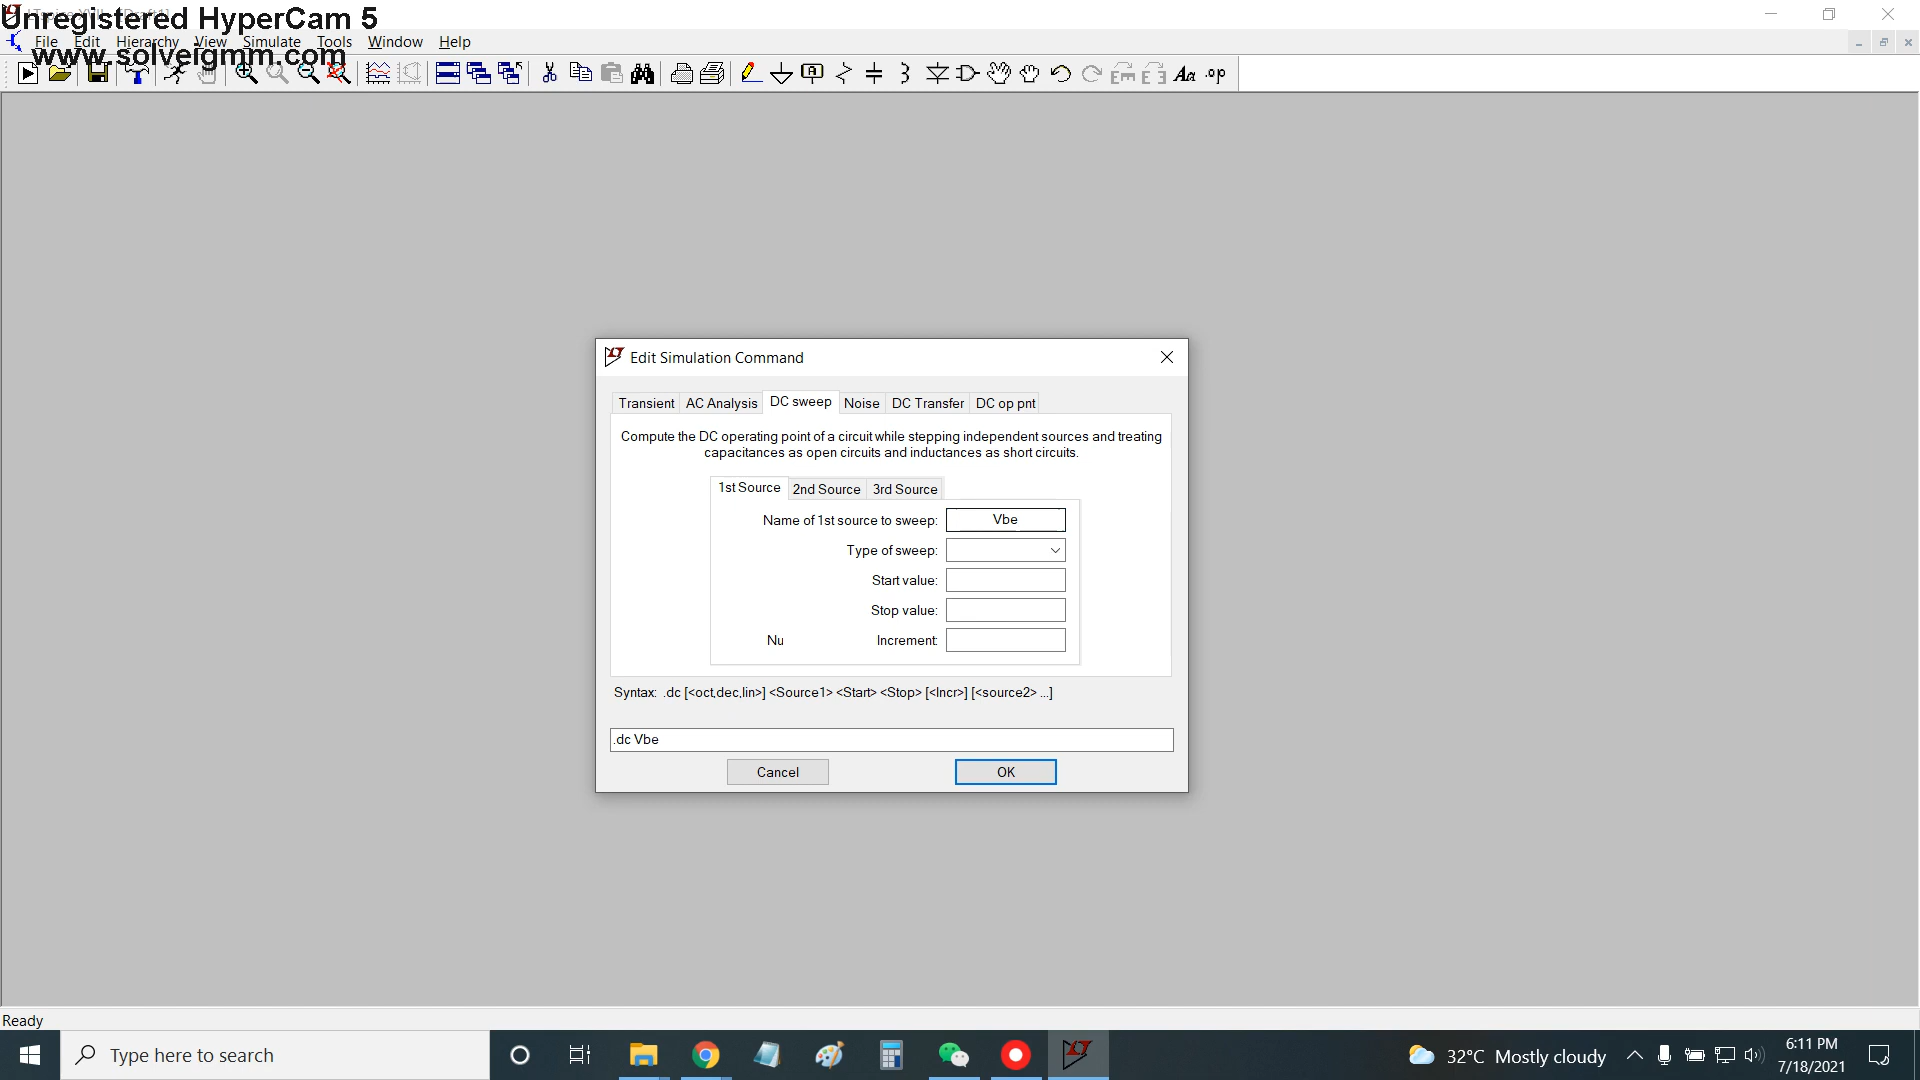 Unregistered HyperCam 5
File Edit Hierarchy View Simulate Tools Window Help
www.solveigmm.com
A Aa .op
Edit Simulation Command
Transient AC Analysis DC sweep Noise DC Transfer DC op pnt
Compute the DC operating point of a circuit while stepping independent sources and treating
capacitances as open circuits and inductances as short circuits.
1st Source 2nd Source 3rd Source
Name of 1st source to sweep: Vbe
Type of sweep:
Start value:
Stop value:
Nu Increment:
Syntax: .dc [<oct,dec,lin>] <Source1> <Start> <Stop> [<Incr>] [<source2> ...]
.dc Vbe
Cancel OK
Ready
Type here to search
32°C Mostly cloudy
6:11 PM
7/18/2021